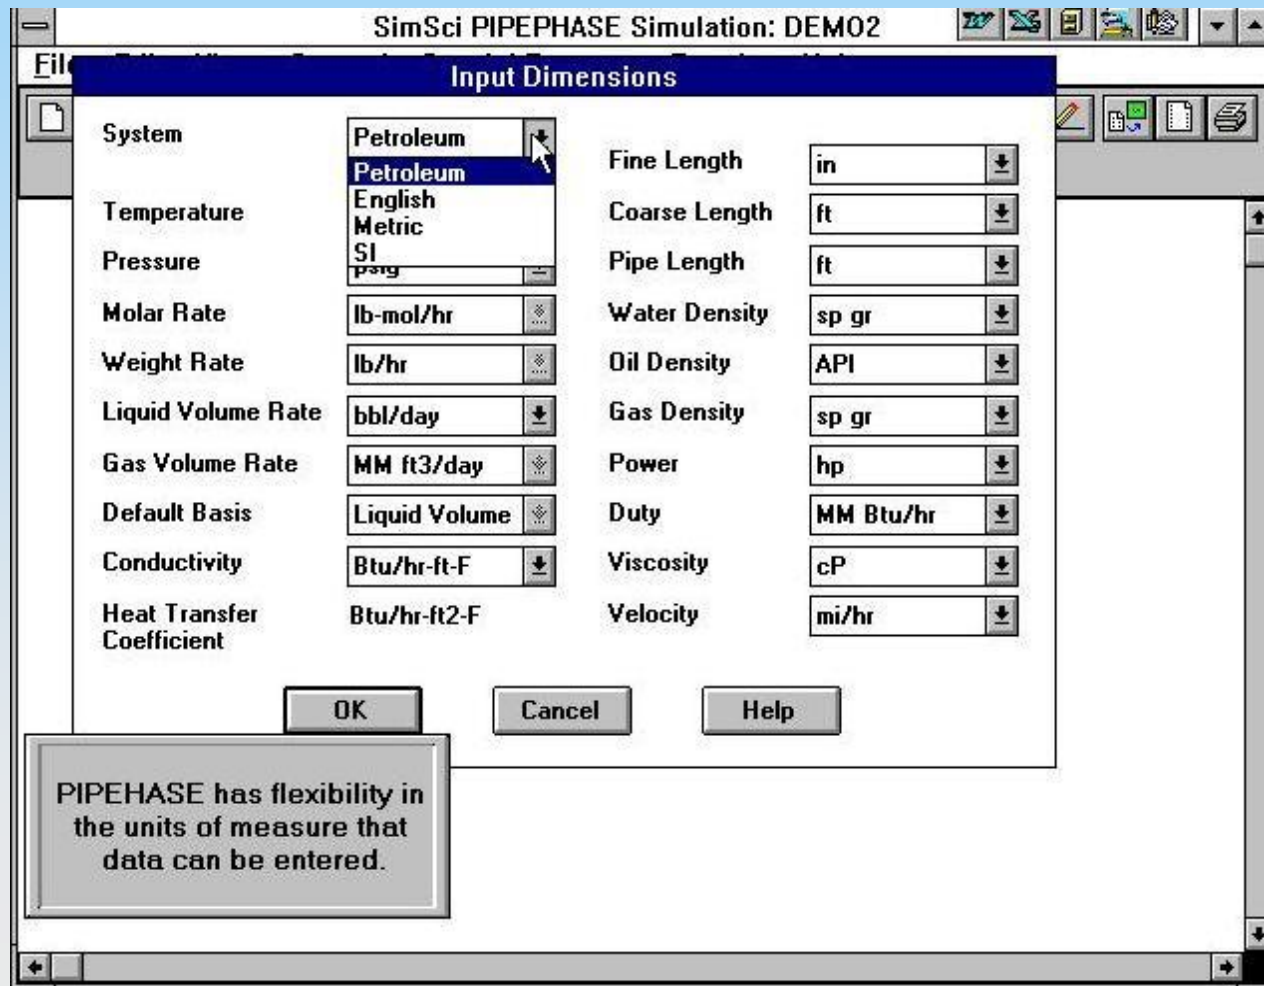 SimSci PIPEPHASE Simulation: DEMO2
File
Input Dimensions
System
Petroleum
Petroleum
English
Metric
SI
Temperature
Pressure
psig
Molar Rate
lb-mol/hr
Weight Rate
lb/hr
Liquid Volume Rate
bbl/day
Gas Volume Rate
MM ft3/day
Default Basis
Liquid Volume
Conductivity
Btu/hr-ft-F
Heat Transfer
Coefficient
Btu/hr-ft2-F
Fine Length
in
Coarse Length
ft
Pipe Length
ft
Water Density
sp gr
Oil Density
API
Gas Density
sp gr
Power
hp
Duty
MM Btu/hr
Viscosity
cP
Velocity
mi/hr
OK
Cancel
Help
PIPEHASE has flexibility in
the units of measure that
data can be entered.